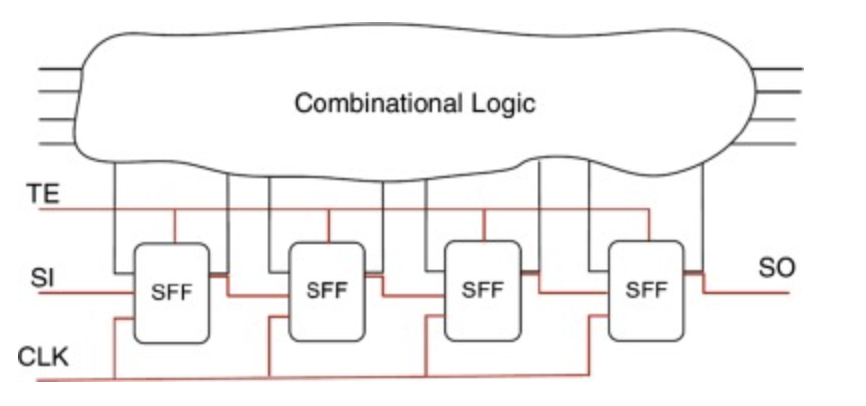 Combinational Logic
TE
SI
SFF
SFF
SFF
SFF
SO
CLK